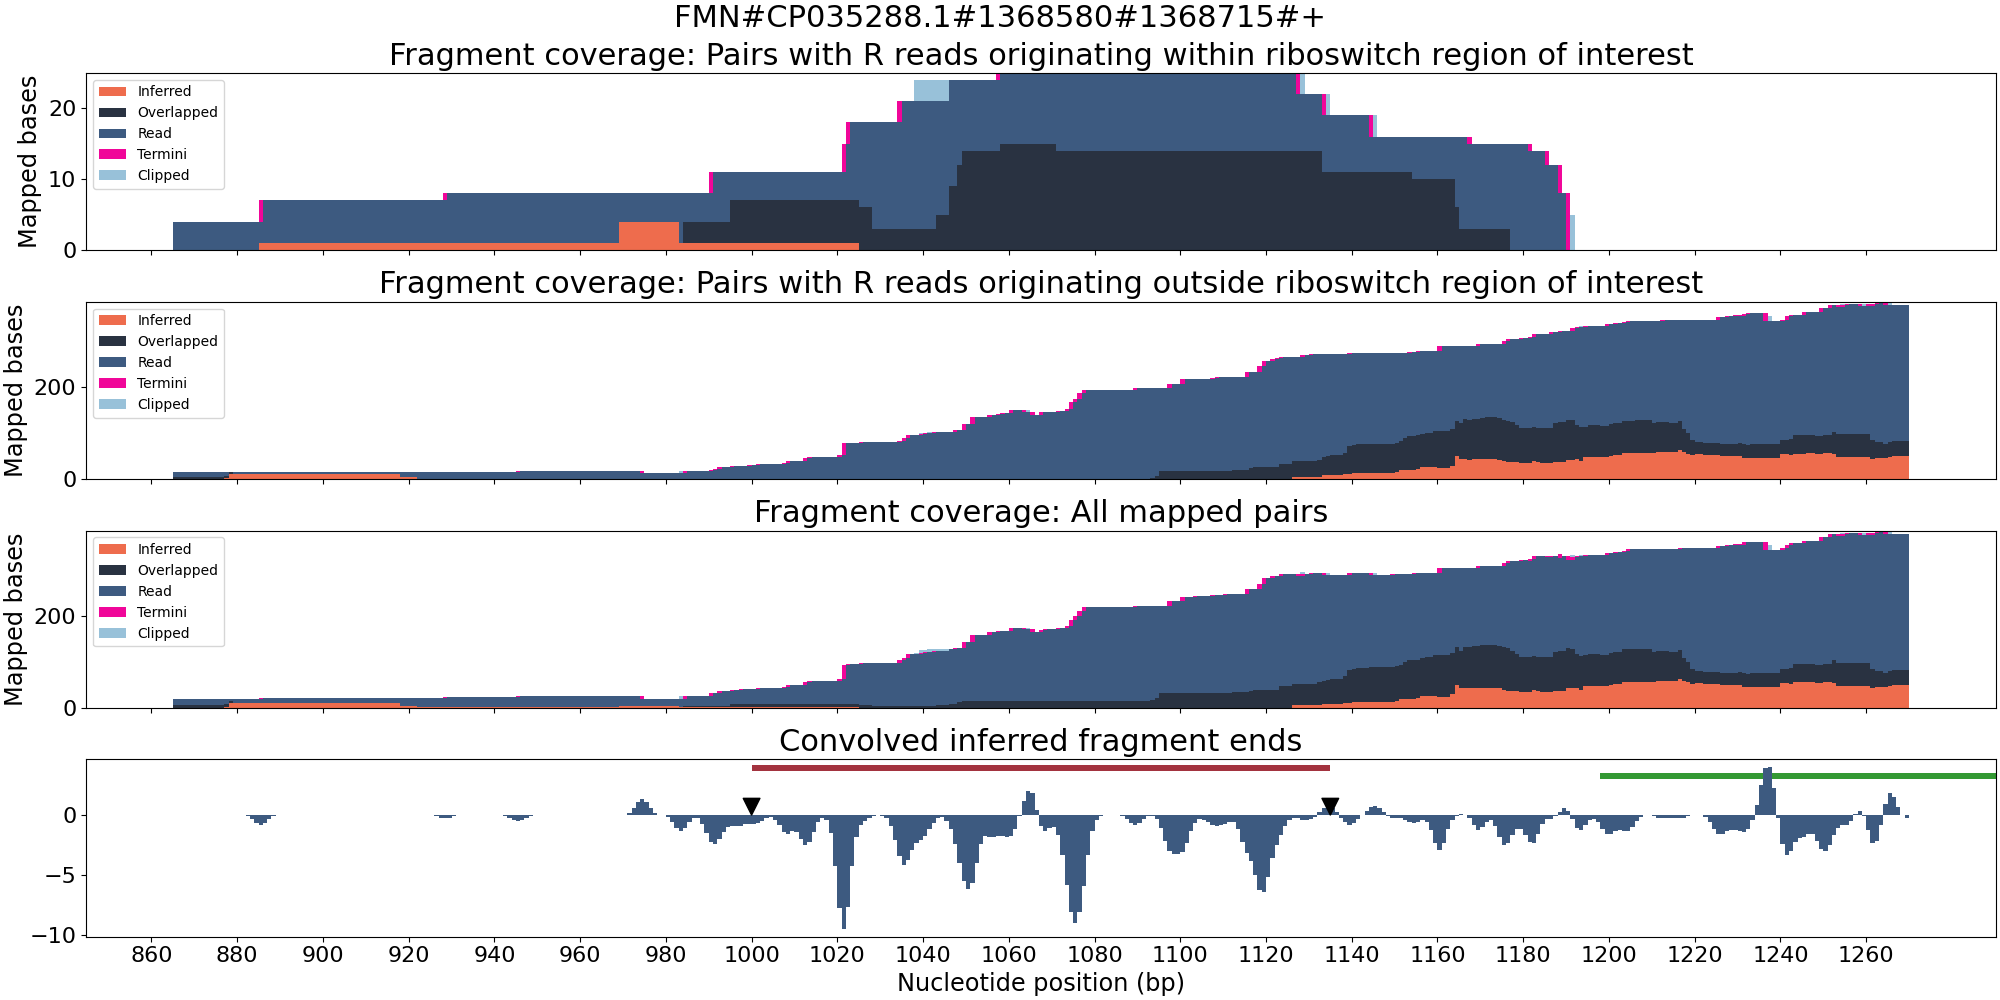 FMN#CP035288.1#1368580#1368715#+
Fragment coverage: Pairs with R reads originating within riboswitch region of interest
Mapped bases
20
10
0
Inferred
Overlapped
Read
Termini
Clipped
Fragment coverage: Pairs with R reads originating outside riboswitch region of interest
Mapped bases
200
0
Inferred
Overlapped
Read
Termini
Clipped
Fragment coverage: All mapped pairs
Mapped bases
200
0
Inferred
Overlapped
Read
Termini
Clipped
Convolved inferred fragment ends
0
−5
−10
860 880 900 920 940 960 980 1000 1020 1040 1060 1080 1100 1120 1140 1160 1180 1200 1220 1240 1260
Nucleotide position (bp)